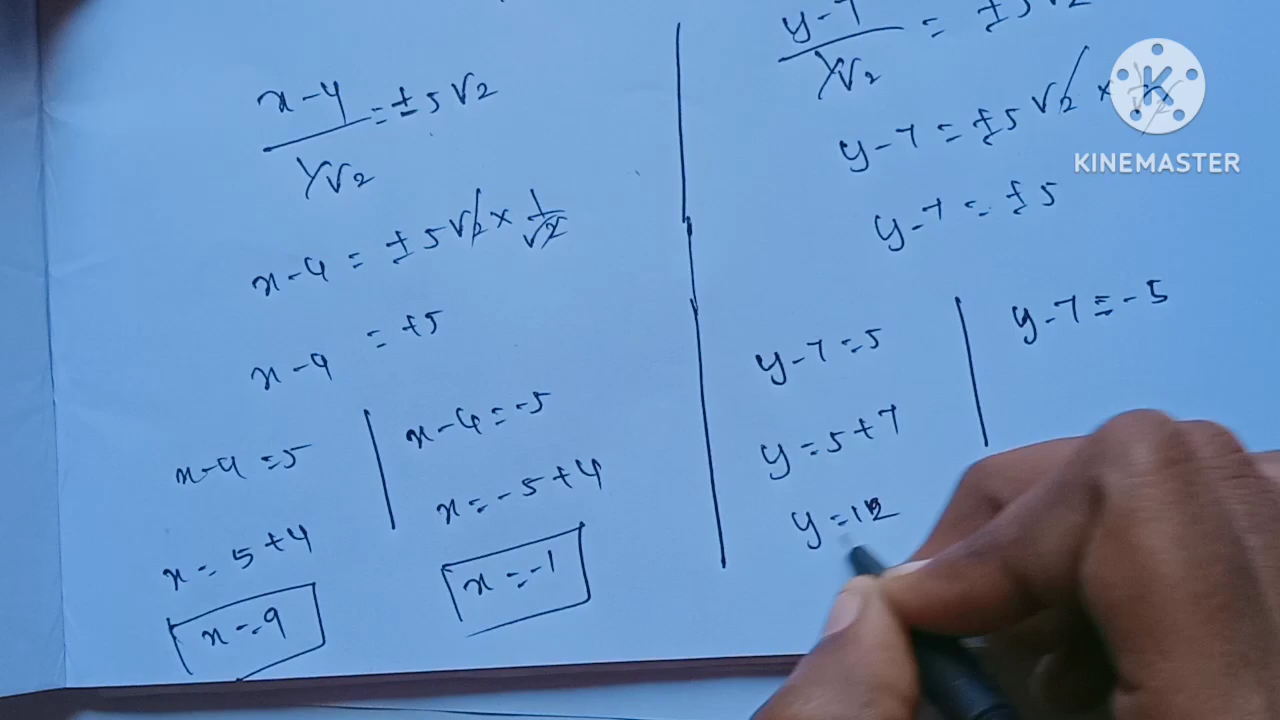 x-4/1/√2 = ±5√2
x-4 = ±5√2 × 1/√2
x-4 = ±5
x-4 = 5
x = 5+4
x = 9
x-4 = -5
x = -5+4
x = -1
y-7/1/√2 = ±5√2
y-7 = ±5√2 × 1/√2
y-7 = ±5
y-7 = 5
y = 5+7
y = 12
y-7 = -5
KINEMASTER